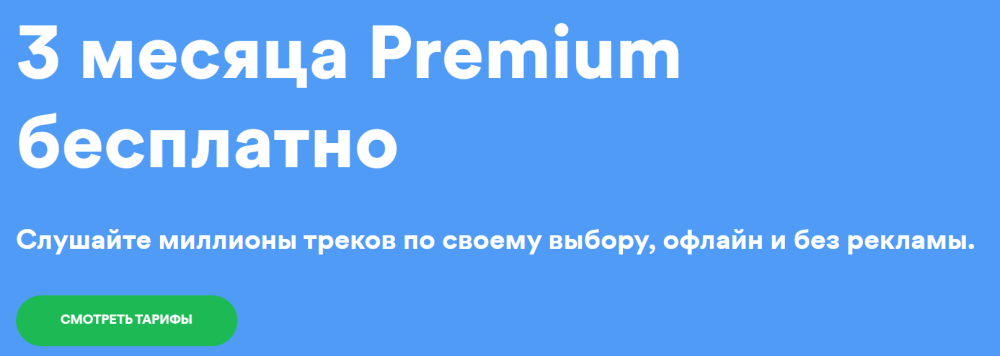 3 месяца Premium
бесплатно
Слушайте миллионы треков по своему выбору, офлайн и без рекламы.
СМОТРЕТЬ ТАРИФЫ